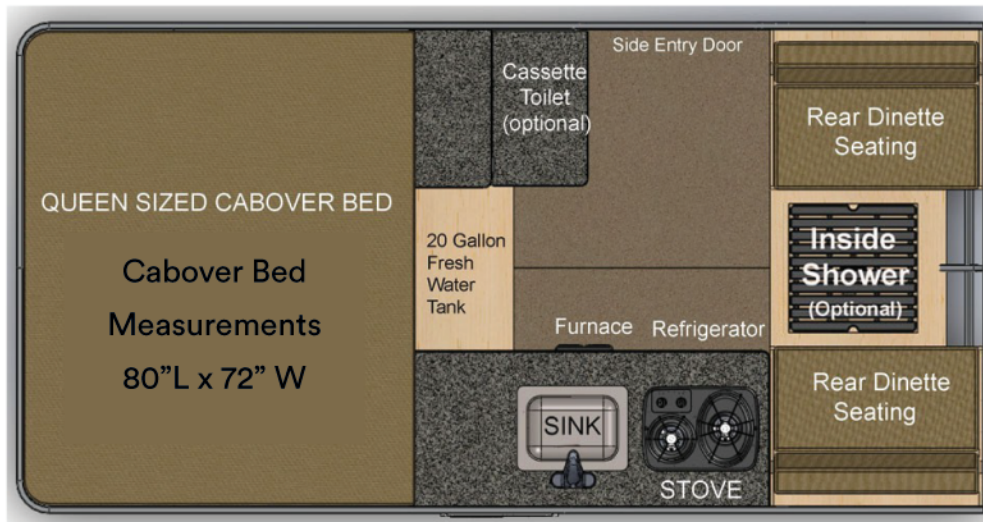 QUEEN SIZED CABOVER BED
Cabover Bed
Measurements
80”L x 72” W
Cassette
Toilet
(optional)
Side Entry Door
Rear Dinette
Seating
20 Gallon
Fresh
Water
Tank
Inside
Shower
(Optional)
Furnace
Refrigerator
SINK
STOVE
Rear Dinette
Seating